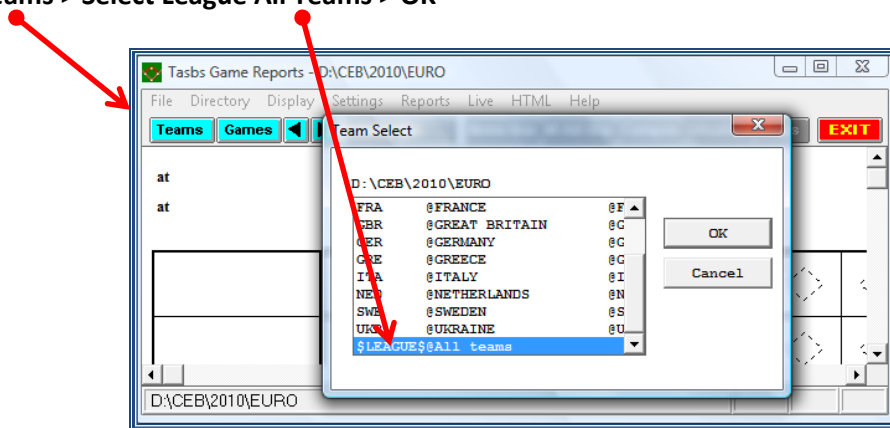 > Select League All Teams > OK
Tasbs Game Reports - D:\CEB\2010\EURO
File Directory Display Settings Reports Live HTML Help
Teams Games Team Select EXIT
at
D:\CEB\2010\EURO
at
FRA @FRANCE
GBR @GREAT BRITAIN @G
GER @GERMANY @G
OK
GRE @GREECE @G
ITA @ITALY @I
Cancel
NED @NETHERLANDS @N
SWE @SWEDEN @S
UKR @UKRAINE @U
$LEAGUE$@All teams
D:\CEB\2010\EURO